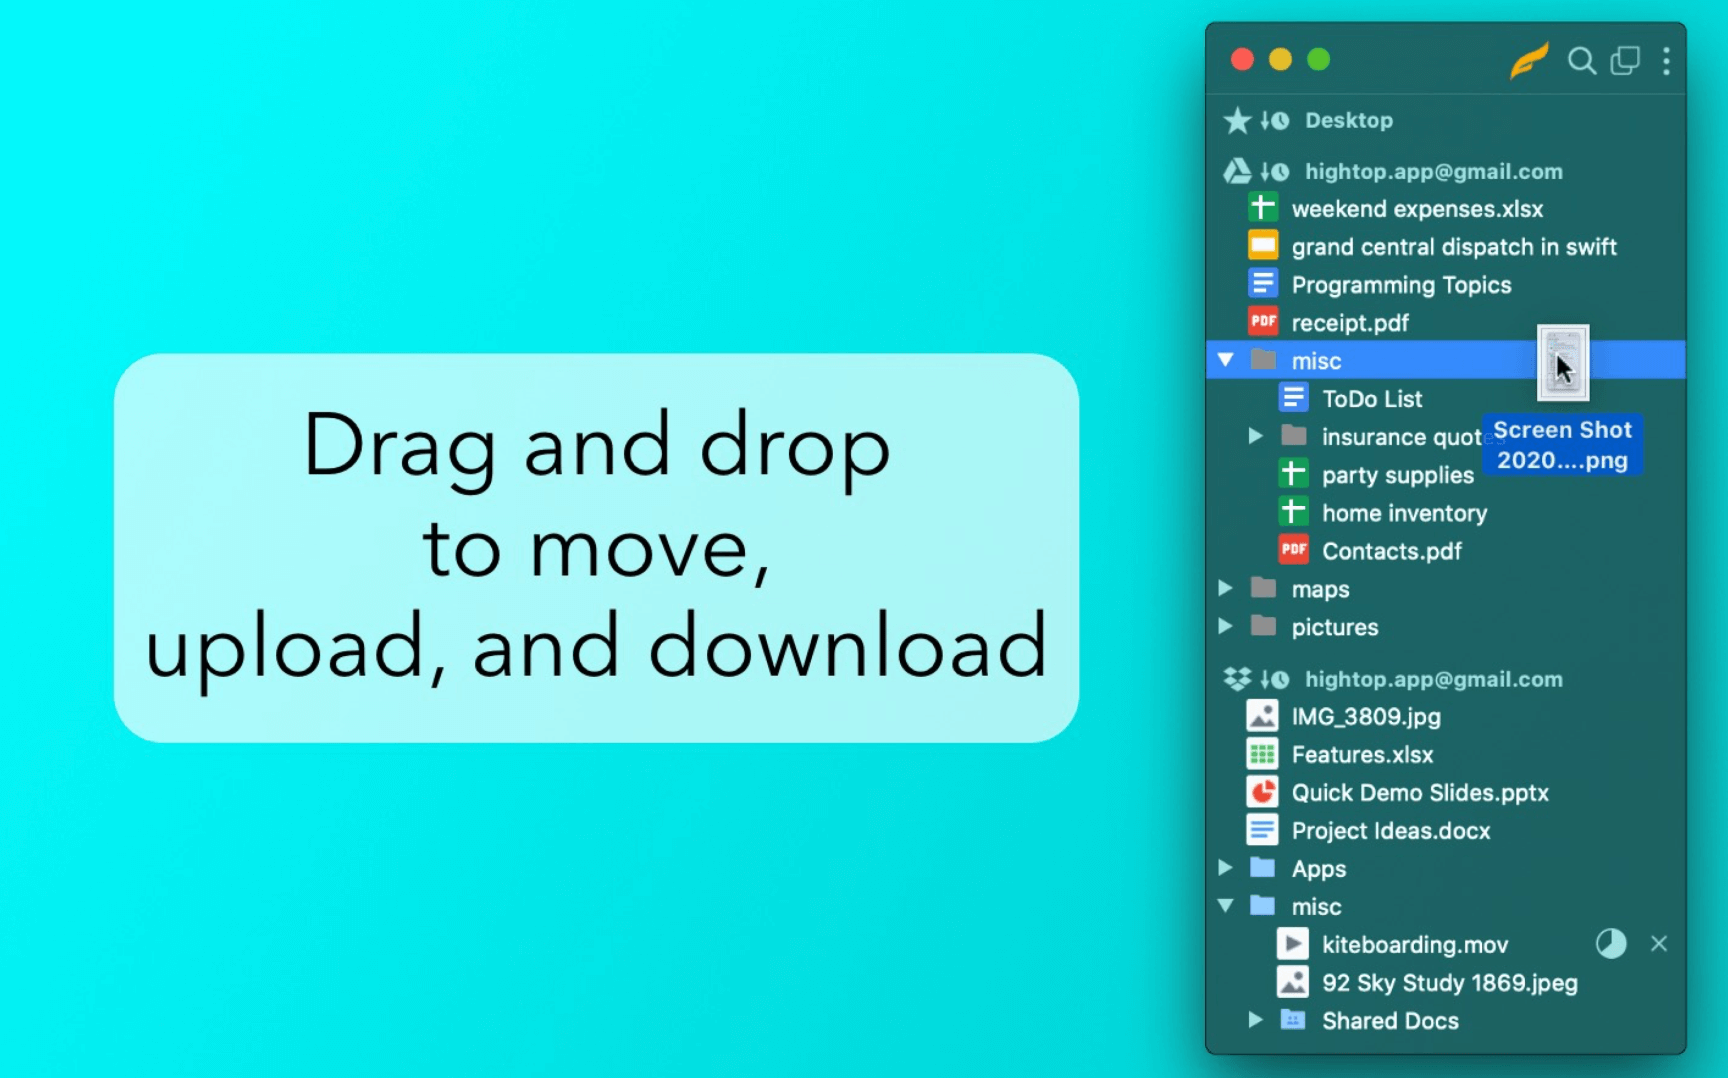 Drag and drop
to move,
upload, and download
Desktop
hightop.app@gmail.com
weekend expenses.xlsx
grand central dispatch in swift
Programming Topics
PDF receipt.pdf
misc
ToDo List
insurance quotes
Screen Shot
2020....png
party supplies
home inventory
PDF Contacts.pdf
maps
pictures
hightop.app@gmail.com
IMG_3809.jpg
Features.xlsx
Quick Demo Slides.pptx
Project Ideas.docx
Apps
misc
kiteboarding.mov
92 Sky Study 1869.jpeg
Shared Docs